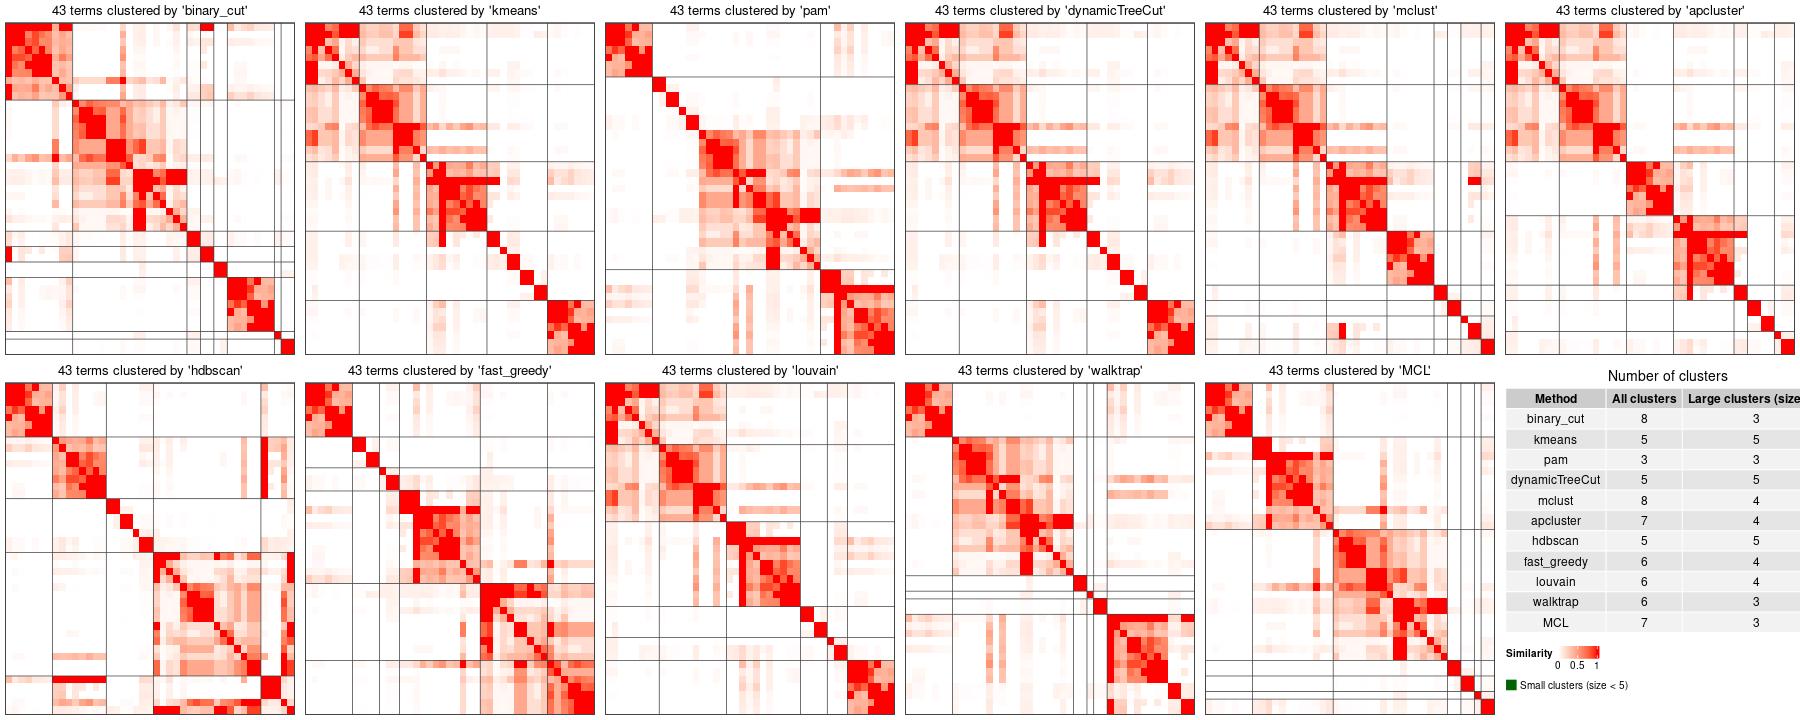 43 terms clustered by 'binary_cut'
43 terms clustered by 'kmeans'
43 terms clustered by 'pam'
43 terms clustered by 'dynamicTreeCut'
43 terms clustered by 'mclust'
43 terms clustered by 'apcluster'
43 terms clustered by 'hdbscan'
43 terms clustered by 'fast_greedy'
43 terms clustered by 'louvain'
43 terms clustered by 'walktrap'
43 terms clustered by 'MCL'
Number of clusters
Method All clusters Large clusters (size
binary_cut 8 3
kmeans 5 5
pam 3 3
dynamicTreeCut 5 5
mclust 8 4
apcluster 7 4
hdbscan 5 5
fast_greedy 6 4
louvain 6 4
walktrap 6 3
MCL 7 3
Similarity
0 0.5 1
Small clusters (size < 5)